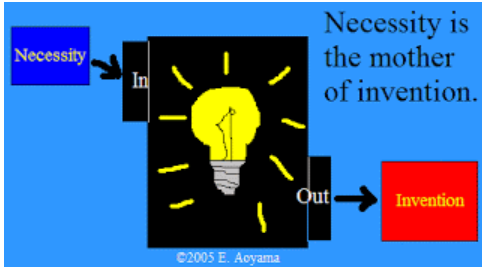 Necessity is
the mother
of invention.
Necessity
In
Out
Invention
©2005 E. Aoyama